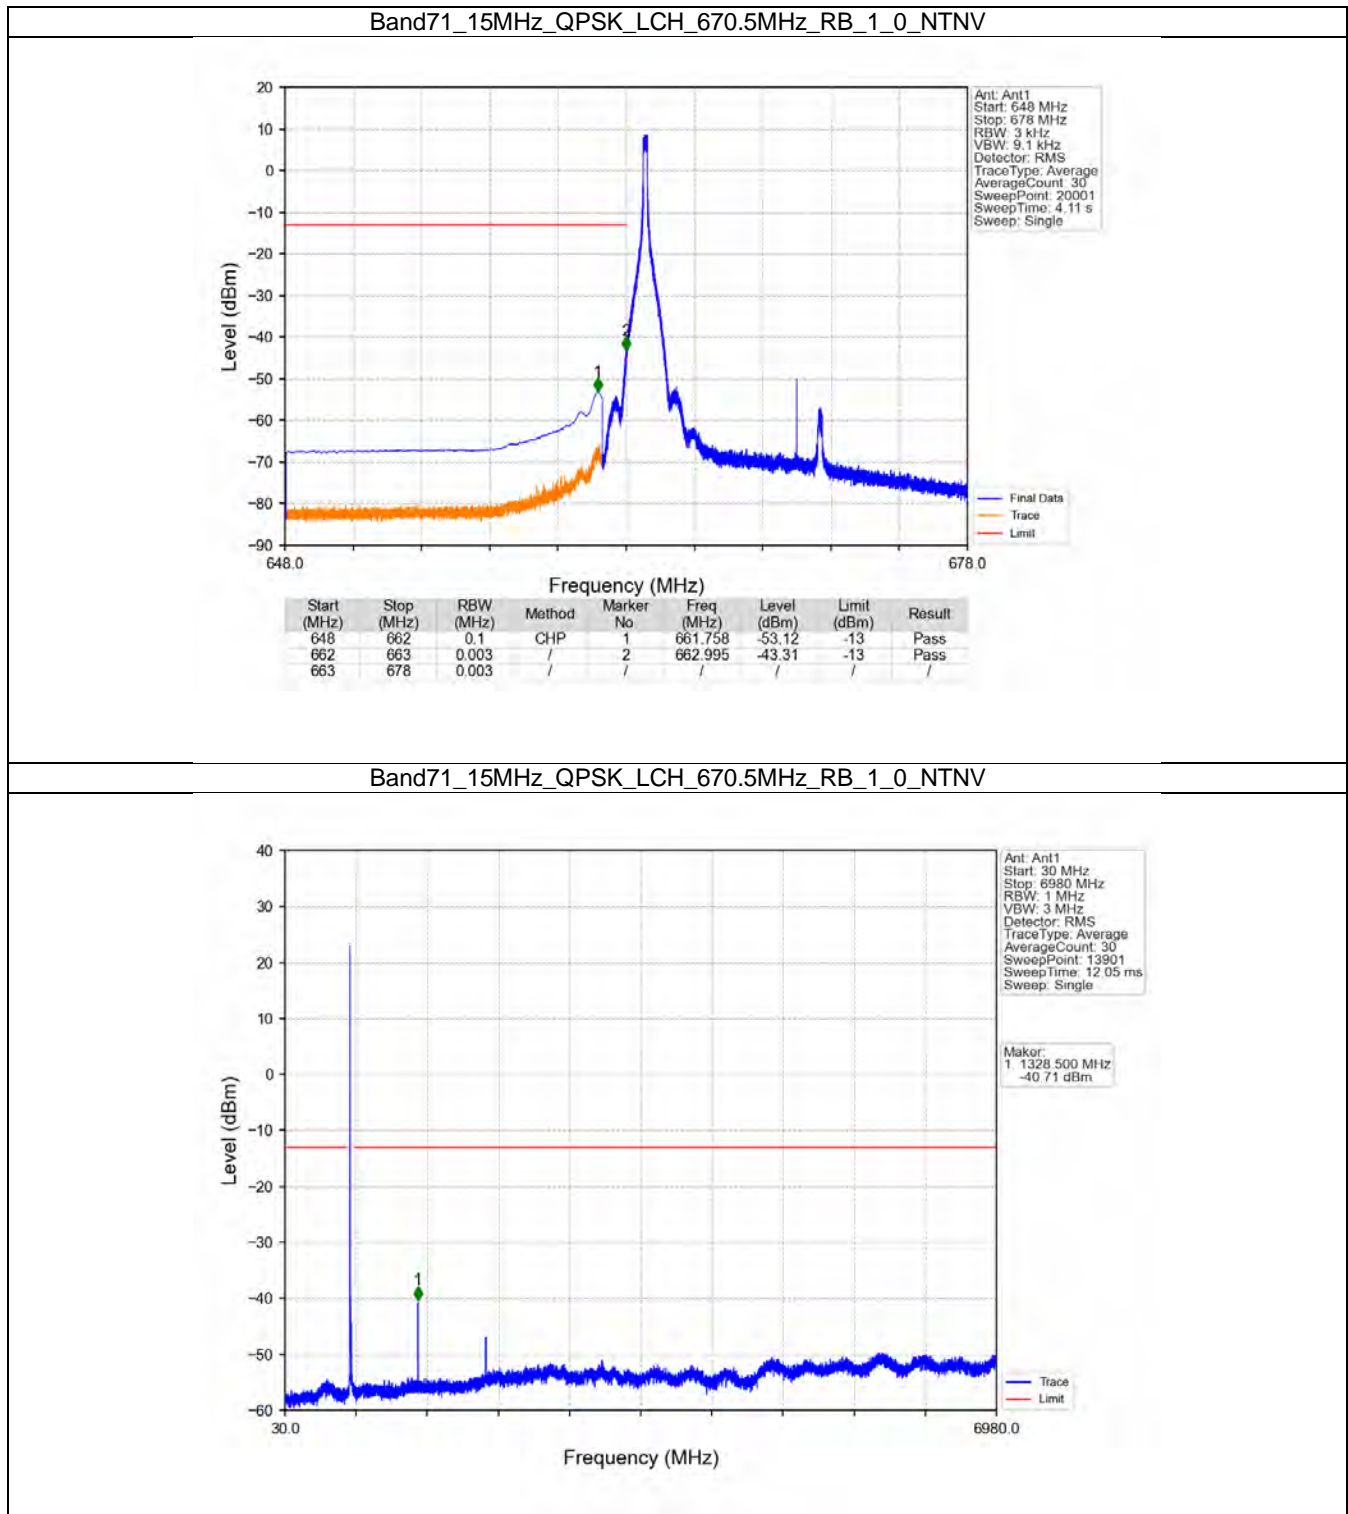 Band71_15MHz_QPSK_LCH_670.5MHz_RB_1_0_NTNV
20
10
0
−10
−20
−30
−40
−50
−60
−70
−80
−90
Level (dBm)
1
2
648.0
678.0
Frequency (MHz)
Ant: Ant1
Start: 648 MHz
Stop: 678 MHz
RBW: 3 kHz
VBW: 9.1 kHz
Detector: RMS
TraceType: Average
AverageCount: 30
SweepPoint: 20001
SweepTime: 4.11 s
Sweep: Single
Final Data
Trace
Limit
Start (MHz) Stop (MHz) RBW (MHz) Method Marker No Freq (MHz) Level (dBm) Limit (dBm) Result
648 662 0.1 CHP 1 661.758 -53.12 -13 Pass
662 663 0.003 / 2 662.995 -43.31 -13 Pass
663 678 0.003 / / / / / /
Band71_15MHz_QPSK_LCH_670.5MHz_RB_1_0_NTNV
40
30
20
10
0
−10
−20
−30
−40
−50
−60
Level (dBm)
1
30.0
6980.0
Frequency (MHz)
Ant: Ant1
Start: 30 MHz
Stop: 6980 MHz
RBW: 1 MHz
VBW: 3 MHz
Detector: RMS
TraceType: Average
AverageCount: 30
SweepPoint: 13901
SweepTime: 12.05 ms
Sweep: Single
Maker:
1 1328.500 MHz
-40.71 dBm
Trace
Limit